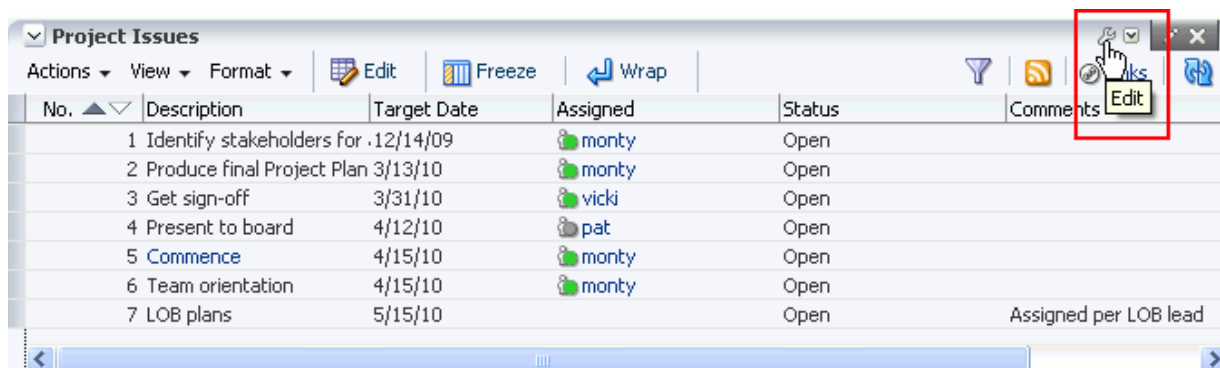 Project Issues
Actions View Format Edit Freeze Wrap
Edit
No. Description Target Date Assigned Status Comments
1 Identify stakeholders for 12/14/09 monty Open
2 Produce final Project Plan 3/13/10 monty Open
3 Get sign-off 3/31/10 vicki Open
4 Present to board 4/12/10 pat Open
5 Commence 4/15/10 monty Open
6 Team orientation 4/15/10 monty Open
7 LOB plans 5/15/10 Open Assigned per LOB lead